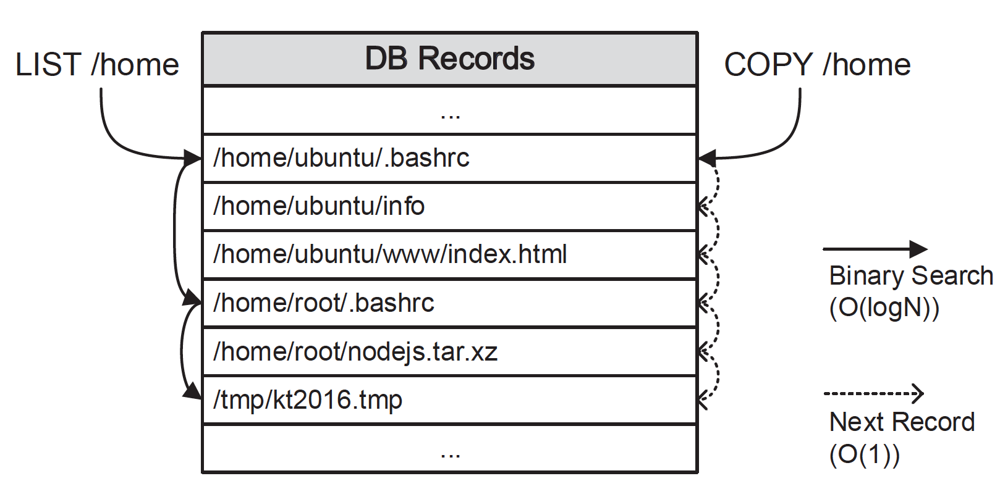 LIST /home
DB Records
COPY /home
...
/home/ubuntu/.bashrc
/home/ubuntu/info
/home/ubuntu/www/index.html
/home/root/.bashrc
/home/root/nodejs.tar.xz
/tmp/kt2016.tmp
...
Binary Search
(O(logN))
Next Record
(O(1))